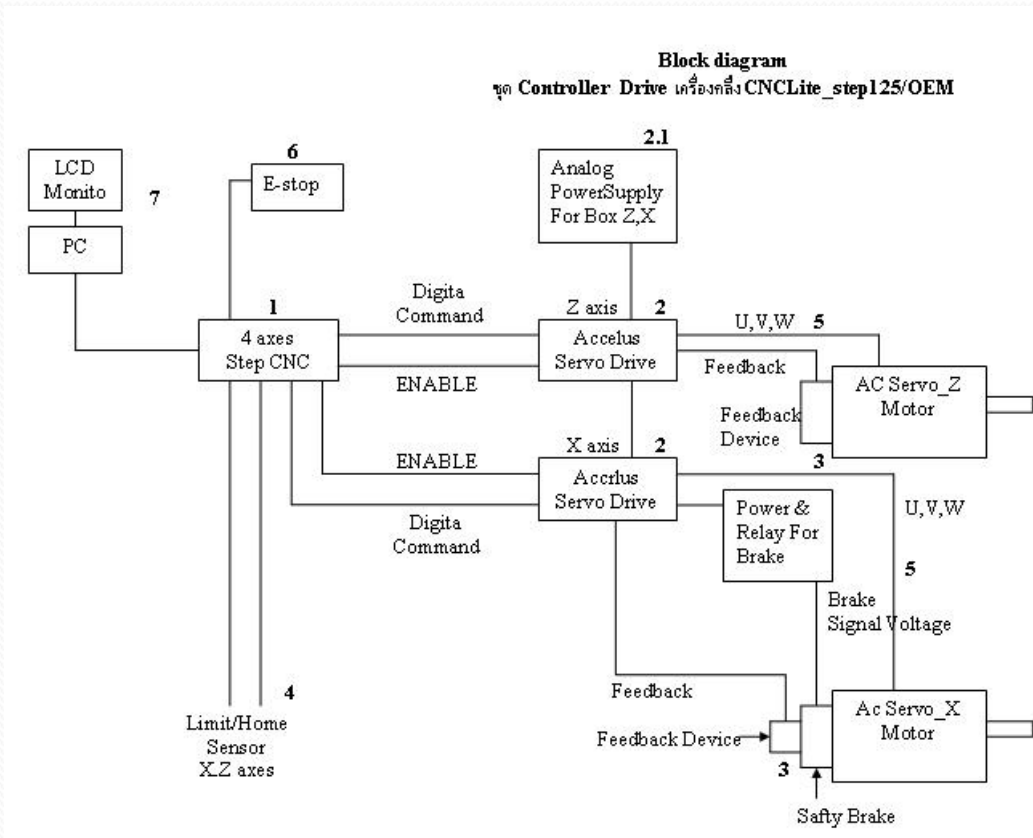 Block diagram
ชุด Controller Drive เครื่องกลึง CNCLite_step125/OEM
2.1
6
LCD
Monito
7
E-stop
Analog
PowerSupply
For Box Z,X
PC
Digita
Command
1
Z axis
2
U,V,W
5
4 axes
Step CNC
Accelus
Servo Drive
Feedback
ENABLE
AC Servo_Z
Motor
Feedback
Device
X axis
2
ENABLE
3
Accrlus
Servo Drive
Power &
Relay For
Brake
U,V,W
Digita
Command
5
Brake
Signal Voltage
4
Feedback
Limit/Home
Sensor
X.Z axes
Ac Servo_X
Motor
Feedback Device
3
Safty Brake